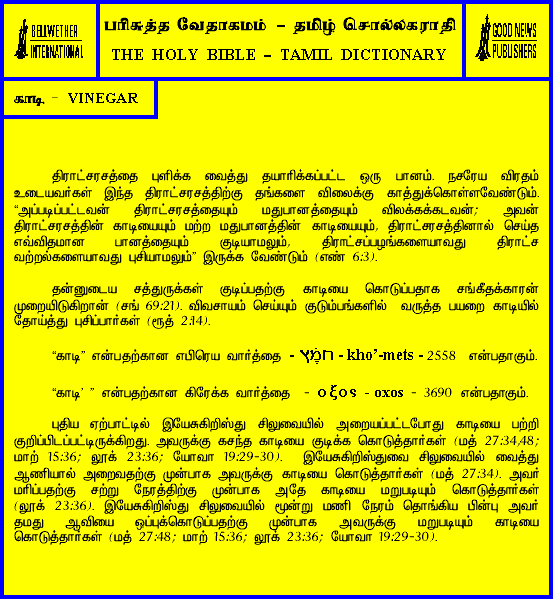 BELLWETHER
INTERNATIONAL
பரிசுத்த வேதாகமம் – தமிழ் சொல்லகராதி
THE HOLY BIBLE – TAMIL DICTIONARY
GOOD NEWS
PUBLISHERS
காடி – VINEGAR
திராட்சரசத்தை புளிக்க வைத்து தயாரிக்கப்பட்ட ஒரு பானம். நசரேய விரதம்
உடையவர்கள் இந்த திராட்சரசத்திற்கு தங்களை விலக்கு காத்துக்கொள்ளவேண்டும்.
“அப்படிப்பட்டவன் திராட்சரசத்தையும் மதுபானத்தையும் விலக்கக்கடவன்; அவன்
திராட்சரசத்தின் காடியையும் மற்ற மதுபானத்தின் காடியையும், திராட்சரசத்தினால் செய்த
எவ்விதமான பானத்தையும் குடியாமலும், திராட்சப்பழங்களையாவது திராட்ச
வற்றல்களையாவது புசியாமலும்” இருக்க வேண்டும் (எண் 6:3).
தன்னுடைய சத்துருக்கள் குடிப்பதற்கு காடியை கொடுப்பதாக சங்கீதக்காரன்
முறையிடுகிறான் (சங் 69:21). விவசாயம் செய்யும் குடும்பங்களில் வருத்த பயறை காடியில்
தோய்த்து புசிப்பார்கள் (ரூத் 2:14).
“காடி” என்பதற்கான எபிரெய வார்த்தை - חֹמֶץ - kho’-mets - 2558 என்பதாகும்.
“காடி’ ” என்பதற்கான கிரேக்க வார்த்தை - οξος - oxos - 3690 என்பதாகும்.
புதிய ஏற்பாட்டில் இயேசுகிறிஸ்து சிலுவையில் அறையப்பட்டபோது காடியை பற்றி
குறிப்பிடப்பட்டிருக்கிறது. அவருக்கு கசந்த காடியை குடிக்க கொடுத்தார்கள் (மத் 27:34,48;
மாற் 15:36; லூக் 23:36; யோவா 19:29-30). இயேசுகிறிஸ்துவை சிலுவையில் வைத்து
ஆணியால் அறைவதற்கு முன்பாக அவருக்கு காடியை கொடுத்தார்கள் (மத் 27:34). அவர்
மரிப்பதற்கு சற்று நேரத்திற்கு முன்பாக அதே காடியை மறுபடியும் கொடுத்தார்கள்
(லூக் 23:36). இயேசுகிறிஸ்து சிலுவையில் மூன்று மணி நேரம் தொங்கிய பின்பு அவர்
தமது ஆவியை ஒப்புக்கொடுப்பதற்கு முன்பாக அவருக்கு மறுபடியும் காடியை
கொடுத்தார்கள் (மத் 27:48; மாற் 15:36; லூக் 23:36; யோவா 19:29-30).